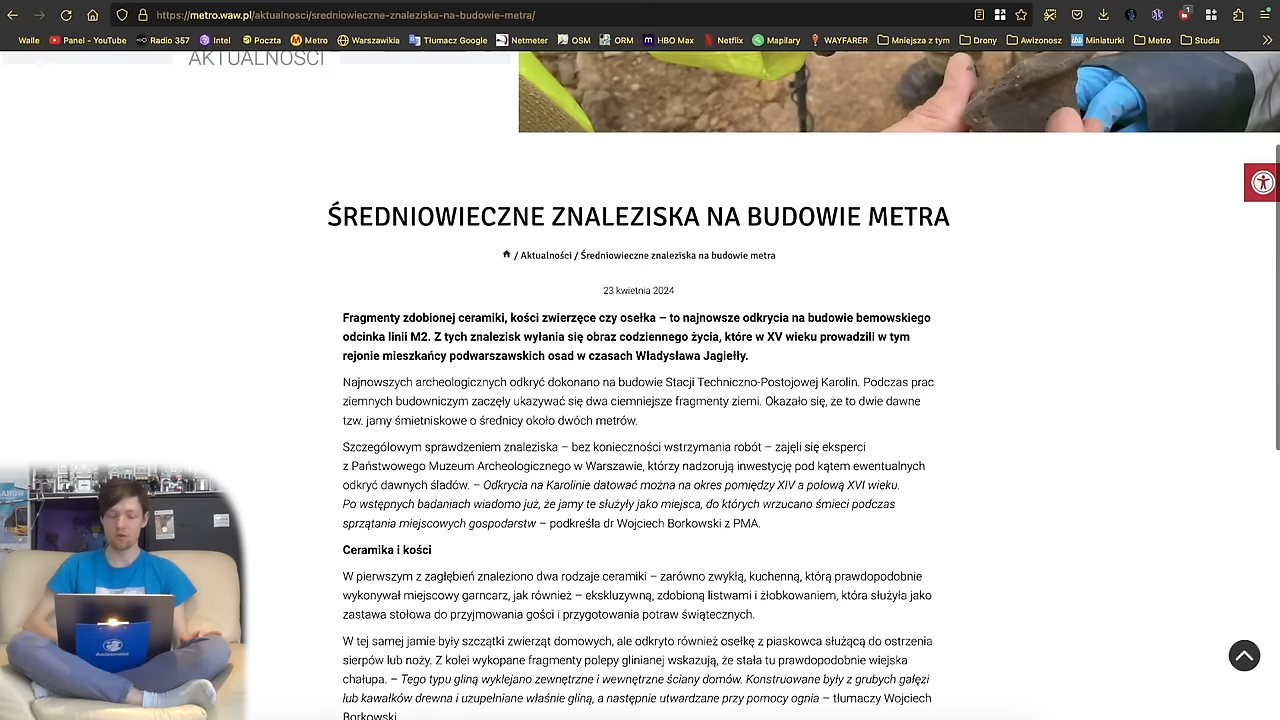 https://metro.waw.pl/aktualnosci/sredniowieczne-znaleziska-na-budowie-metra/
Walle Panel - YouTube Radio 357 Intel Poczta Metro Warszawikia Tłumacz Google Netmeter OSM ORM HBO Max Netflix Mapilary WAYFARER Mniejsza z tym Drony Awizonosz Miniaturki Metro Studia
AKTUALNOŚCI
ŚREDNIOWIECZNE ZNALEZISKA NA BUDOWIE METRA
/ Aktualności / Średniowieczne znaleziska na budowie metra
23 kwietnia 2024
Fragmenty zdobionej ceramiki, kości zwierzęce czy osełka – to najnowsze odkrycia na budowie bemowskiego
odcinka linii M2. Z tych znalezisk wyłania się obraz codziennego życia, które w XV wieku prowadzili w tym
rejonie mieszkańcy podwarszawskich osad w czasach Władysława Jagiełły.
Najnowszych archeologicznych odkryć dokonano na budowie Stacji Techniczno-Postojowej Karolin. Podczas prac
ziemnych budowniczym zaczęły ukazywać się dwa ciemniejsze fragmenty ziemi. Okazało się, że to dwie dawne
tzw. jamy śmietniskowe o średnicy około dwóch metrów.
Szczegółowym sprawdzeniem znaleziska – bez konieczności wstrzymania robót – zajęli się eksperci
z Państwowego Muzeum Archeologicznego w Warszawie, którzy nadzorują inwestycję pod kątem ewentualnych
odkryć dawnych śladów. – Odkrycia na Karolinie datować można na okres pomiędzy XIV a połową XVI wieku.
Po wstępnych badaniach wiadomo już, że jamy te służyły jako miejsca, do których wrzucano śmieci podczas
sprzątania miejscowych gospodarstw – podkreśla dr Wojciech Borkowski z PMA.
Ceramika i kości
W pierwszym z zagłębień znaleziono dwa rodzaje ceramiki – zarówno zwykłą, kuchenną, którą prawdopodobnie
wykonywał miejscowy garncarz, jak również – ekskluzywną, zdobioną listwami i żłobkowaniem, która służyła jako
zastawa stołowa do przyjmowania gości i przygotowania potraw świątecznych.
W tej samej jamie były szczątki zwierząt domowych, ale odkryto również osełkę z piaskowca służącą do ostrzenia
sierpów lub noży. Z kolei wykopane fragmenty polepy glinianej wskazują, że stała tu prawdopodobnie wiejska
chałupa. – Tego typu gliną wyklejano zewnętrzne i wewnętrzne ściany domów. Konstruowane były z grubych gałęzi
lub kawałków drewna i uzupełniane właśnie gliną, a następnie utwardzane przy pomocy ognia – tłumaczy Wojciech
Borkowski.
Awizonosz